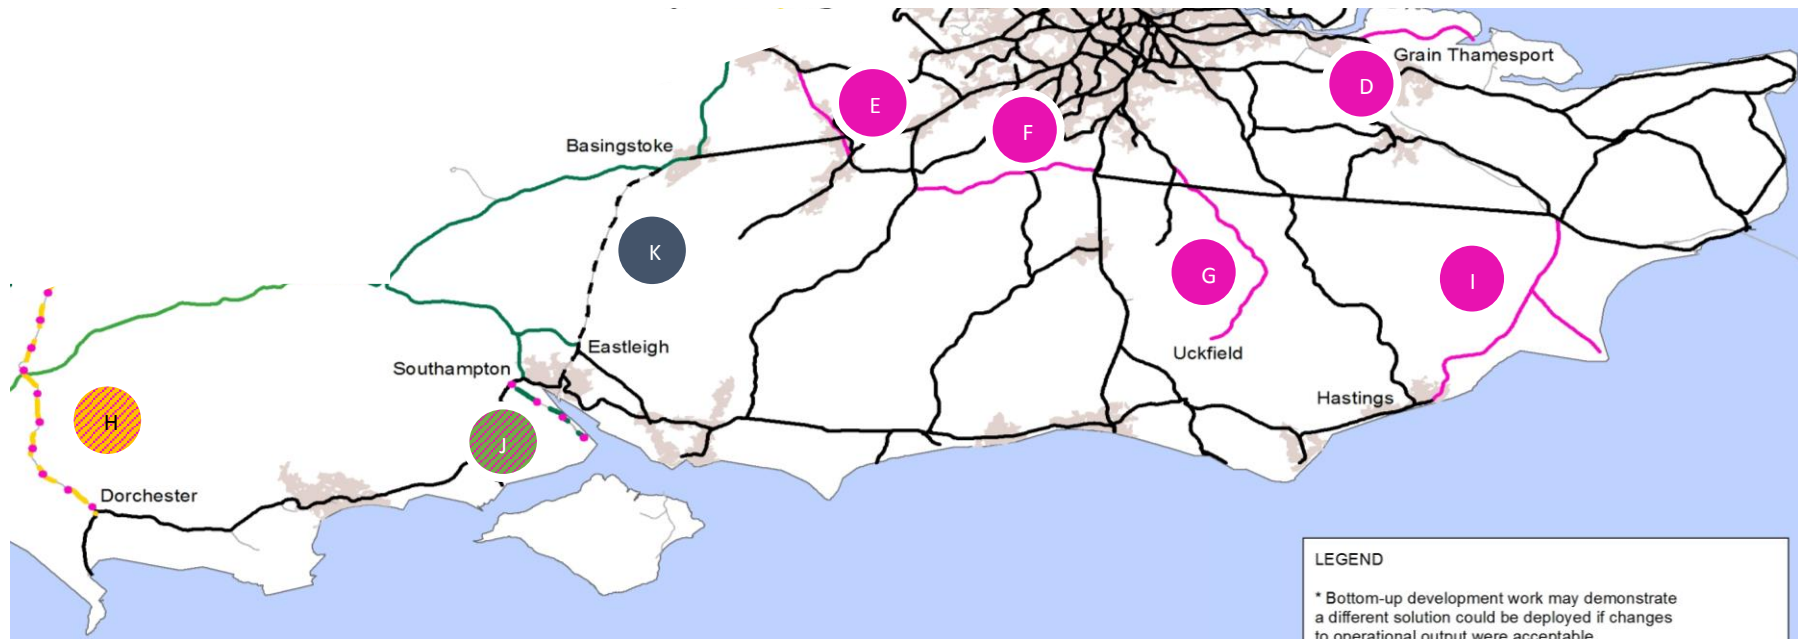 Grain Thamesport
D
E
F
Basingstoke
K
G
I
Eastleigh
Uckfield
Southampton
Hastings
H
J
Dorchester
LEGEND
* Bottom-up development work may demonstrate
a different solution could be deployed if changes
to operational output were acceptable